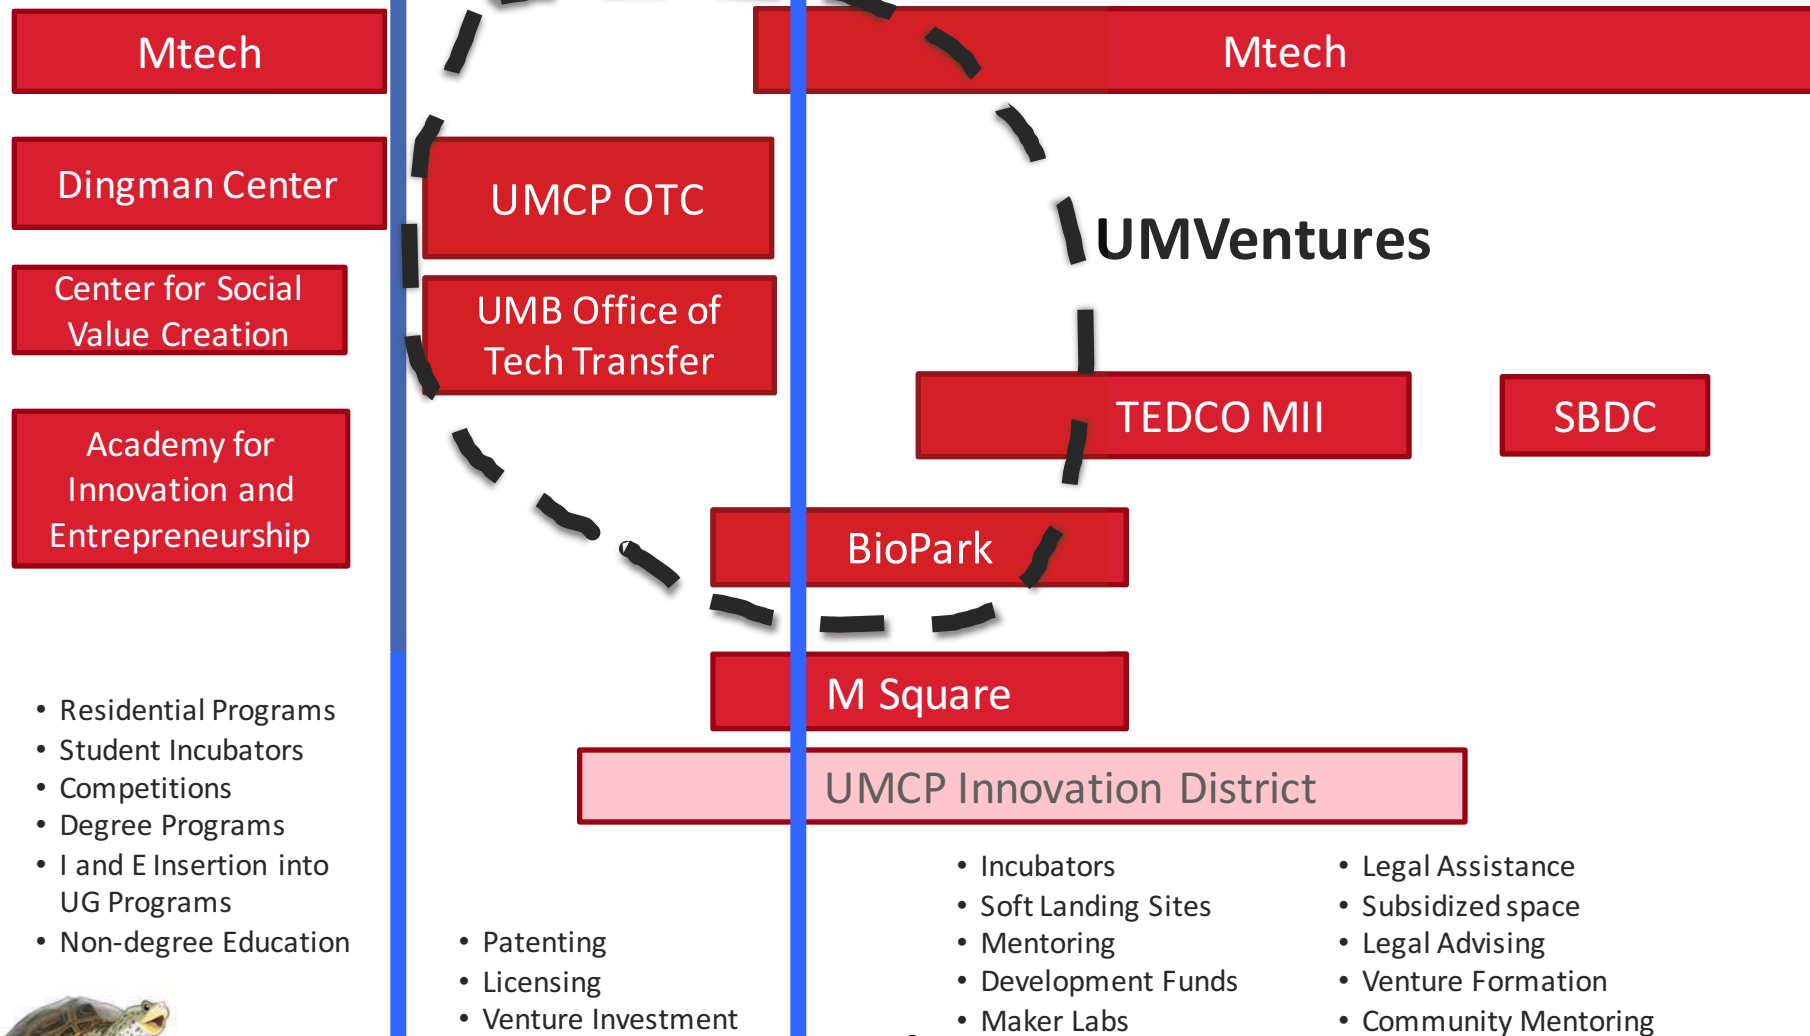 Mtech
Mtech
Dingman Center
UMCP OTC
UMVentures
Center for Social
Value Creation
UMB Office of
Tech Transfer
TEDCO MII
SBDC
Academy for
Innovation and
Entrepreneurship
BioPark
M Square
UMCP Innovation District
• Residential Programs
• Student Incubators
• Competitions
• Degree Programs
• I and E Insertion into
UG Programs
• Non-degree Education
• Patenting
• Licensing
• Venture Investment
• Incubators
• Soft Landing Sites
• Mentoring
• Development Funds
• Maker Labs
• Legal Assistance
• Subsidized space
• Legal Advising
• Venture Formation
• Community Mentoring